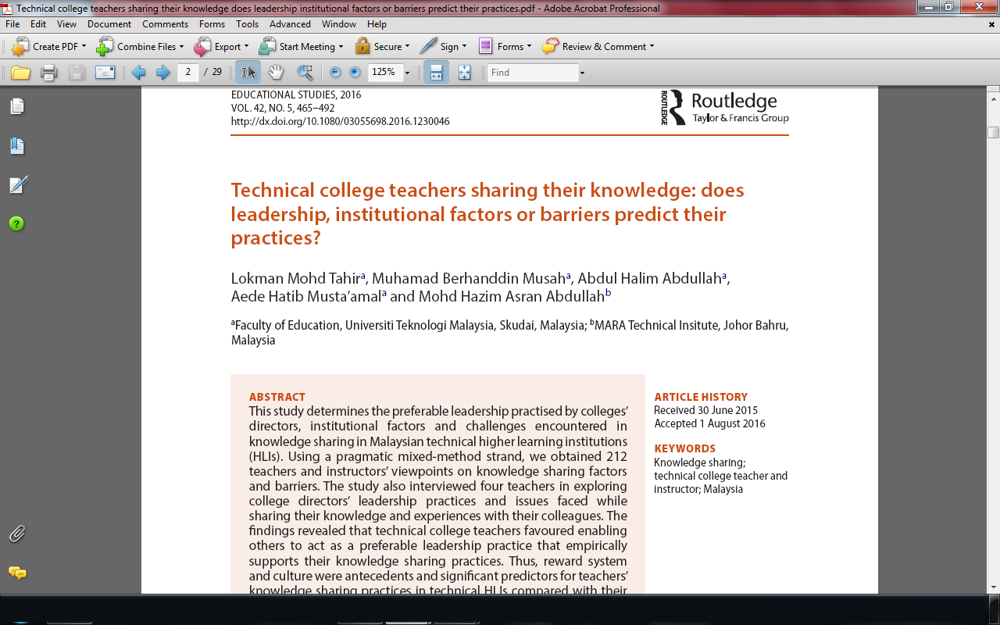 Technical college teachers sharing their knowledge does leadership institutional factors or barriers predict their practices.pdf - Adobe Acrobat Professional
File Edit View Document Comments Forms Tools Advanced Window Help
Create PDF Combine Files Export Start Meeting Secure Sign Forms Review & Comment
2 / 29 125% Find
EDUCATIONAL STUDIES, 2016
VOL. 42, NO. 5, 465–492
http://dx.doi.org/10.1080/03055698.2016.1230046
ROUTLEDGE
Routledge
Taylor & Francis Group
Technical college teachers sharing their knowledge: does
leadership, institutional factors or barriers predict their
practices?
Lokman Mohd Tahirᵃ, Muhamad Berhanddin Musahᵃ, Abdul Halim Abdullahᵃ,
Aede Hatib Musta’amalᵃ and Mohd Hazim Asran Abdullahᵇ
ᵃFaculty of Education, Universiti Teknologi Malaysia, Skudai, Malaysia; ᵇMARA Technical Insitute, Johor Bahru,
Malaysia
ABSTRACT
This study determines the preferable leadership practised by colleges’
directors, institutional factors and challenges encountered in
knowledge sharing in Malaysian technical higher learning institutions
(HLIs). Using a pragmatic mixed-method strand, we obtained 212
teachers and instructors’ viewpoints on knowledge sharing factors
and barriers. The study also interviewed four teachers in exploring
college directors’ leadership practices and issues faced while
sharing their knowledge and experiences with their colleagues. The
findings revealed that technical college teachers favoured enabling
others to act as a preferable leadership practice that empirically
supports their knowledge sharing practices. Thus, reward system
and culture were antecedents and significant predictors for teachers’
knowledge sharing practices in technical HLIs compared with their
ARTICLE HISTORY
Received 30 June 2015
Accepted 1 August 2016
KEYWORDS
Knowledge sharing;
technical college teacher and
instructor; Malaysia